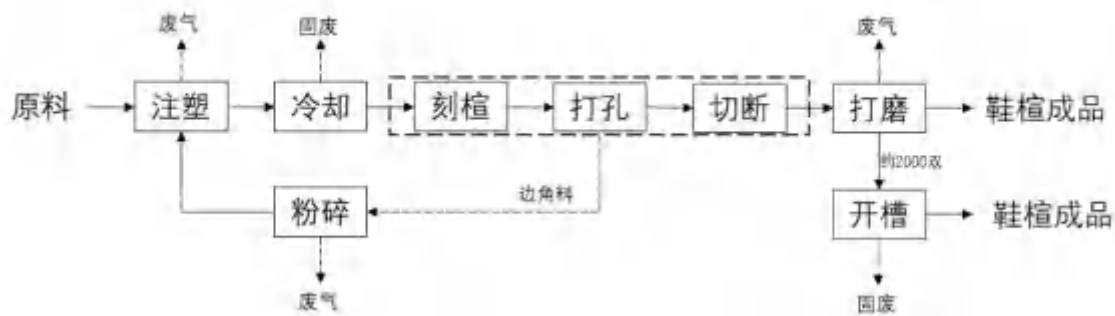 废气
固废
废气
原料
注塑
冷却
刻楦
打孔
切断
打磨
鞋楦成品
约2000双
粉碎
边角料
开槽
鞋楦成品
废气
固废